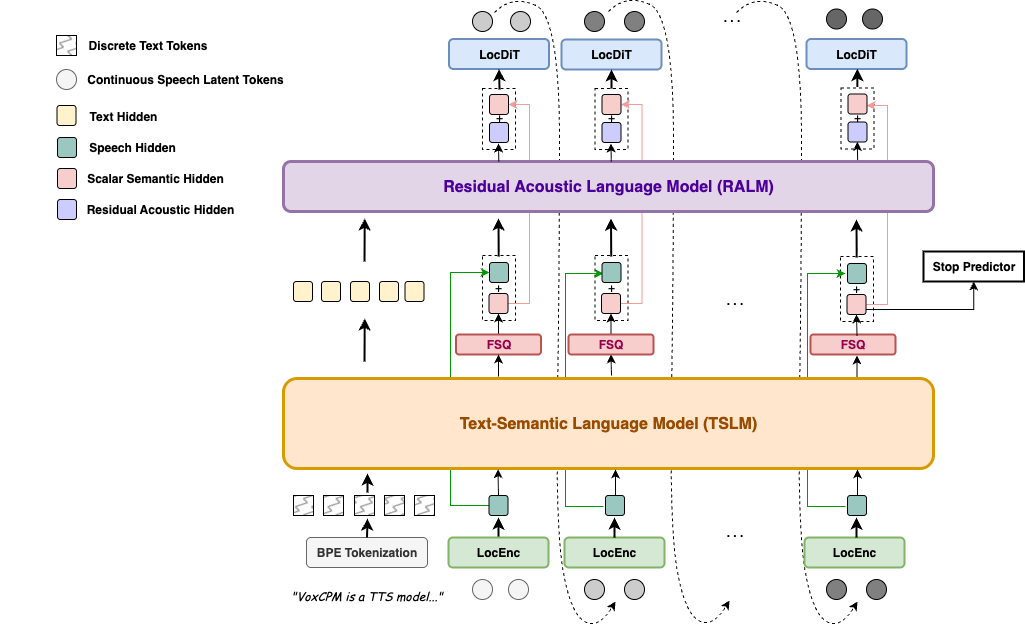 Discrete Text Tokens
Continuous Speech Latent Tokens
Text Hidden
Speech Hidden
Scalar Semantic Hidden
Residual Acoustic Hidden
...
LocDiT
LocDiT
LocDiT
+
+
+
Residual Acoustic Language Model (RALM)
Stop Predictor
+
+
+
...
FSQ
FSQ
FSQ
Text-Semantic Language Model (TSLM)
...
BPE Tokenization
LocEnc
LocEnc
LocEnc
"VoxCPM is a TTS model..."